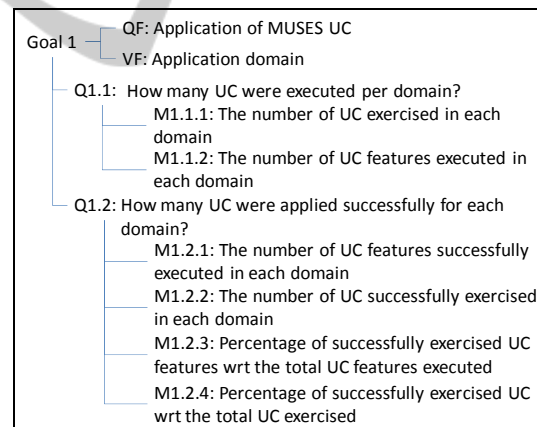 QF: Application of MUSES UC
Goal 1
VF: Application domain
Q1.1: How many UC were executed per domain?
M1.1.1: The number of UC exercised in each
domain
M1.1.2: The number of UC features executed in
each domain
Q1.2: How many UC were applied successfully for each
domain?
M1.2.1: The number of UC features successfully
executed in each domain
M1.2.2: The number of UC successfully exercised
in each domain
M1.2.3: Percentage of successfully exercised UC
features wrt the total UC features executed
M1.2.4: Percentage of successfully exercised UC
wrt the total UC exercised